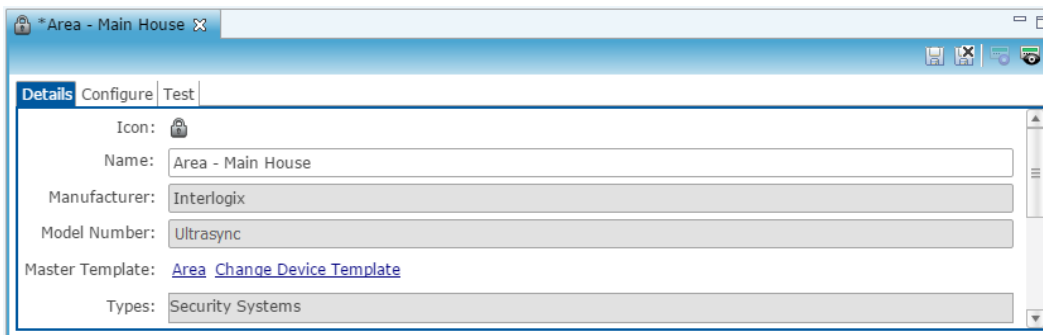 *Area - Main House
Details Configure Test
Icon:
Name: Area - Main House
Manufacturer: Interlogix
Model Number: Ultrasync
Master Template: Area Change Device Template
Types: Security Systems